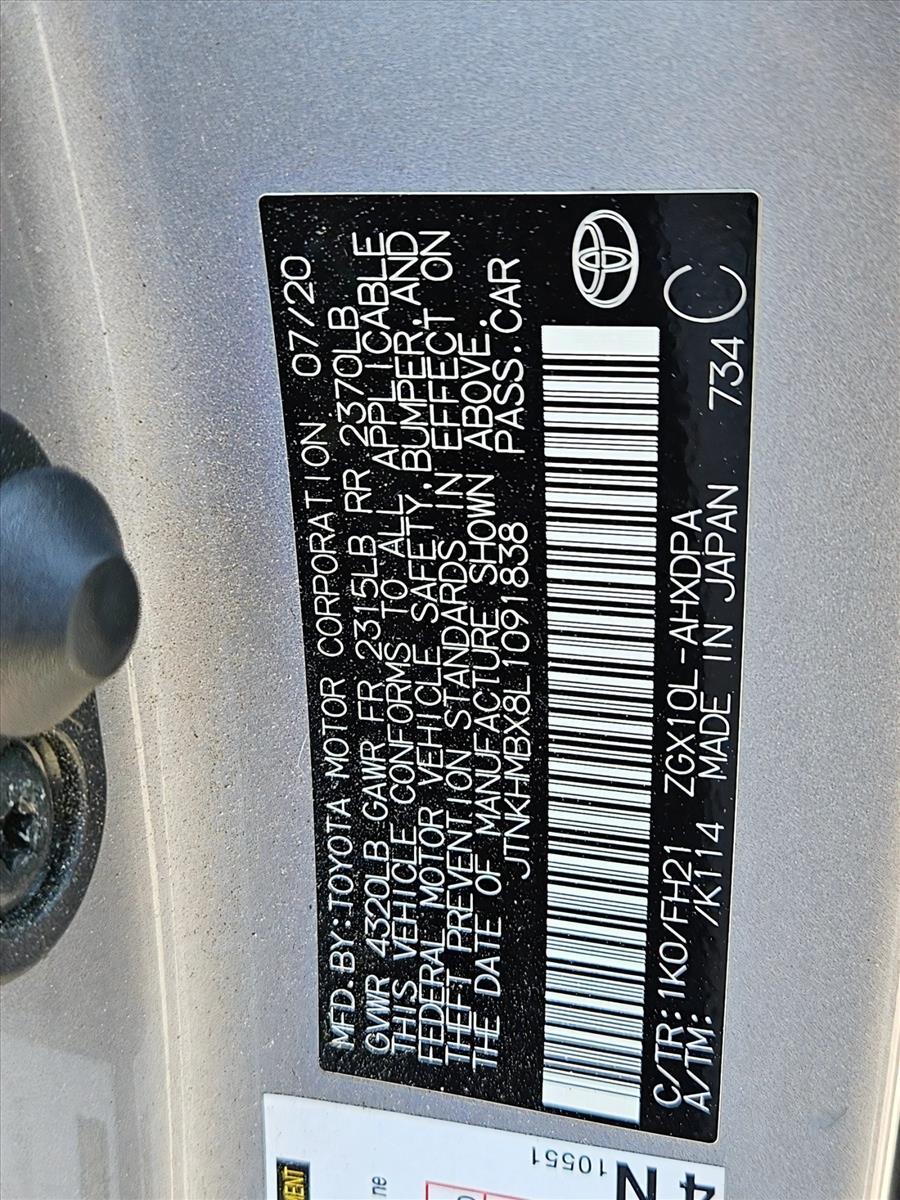 MFD.BY:TOYOTA MOTOR CORPORATION 07/20
GVWR 4320LB GAWR FR 2315LB RR 2370LB
THIS VEHICLE CONFORMS TO ALL APPLICABLE
FEDERAL MOTOR VEHICLE SAFETY, BUMPER, AND
THEFT PREVENTION STANDARDS IN EFFECT ON
THE DATE OF MANUFACTURE SHOWN ABOVE.
JTNKHMBX8L1091838 PASS.CAR
C/TR:1K0/FH21 ZGX10L-AHXDPA
A/TM: /K114 MADE IN JAPAN 734 C
10551
4N